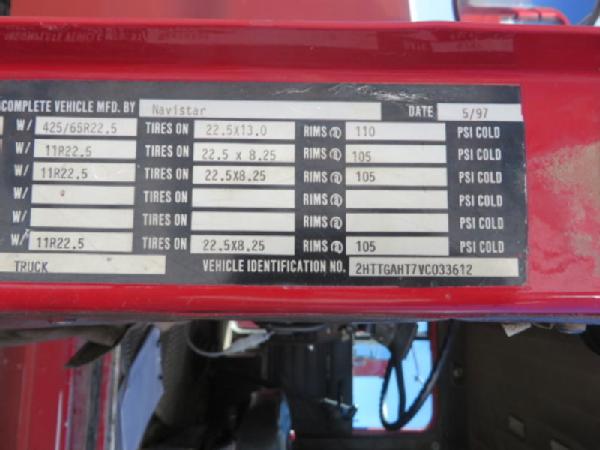 COMPLETE VEHICLE MFD. BY Navistar DATE 5/97
W/ 425/65R22.5 TIRES ON 22.5X13.0 RIMS @ 110 PSI COLD
W/ 11R22.5 TIRES ON 22.5 x 8.25 RIMS @ 105 PSI COLD
W/ 11R22.5 TIRES ON 22.5X8.25 RIMS @ 105 PSI COLD
W/ TIRES ON RIMS @ PSI COLD
W/ TIRES ON RIMS @ PSI COLD
W/ 11R22.5 TIRES ON 22.5X8.25 RIMS @ 105 PSI COLD
TRUCK VEHICLE IDENTIFICATION NO. 2HTTGAHT7VC033612